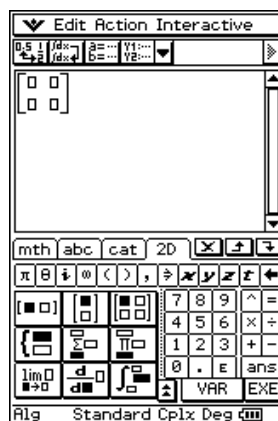 Edit Action Interactive
mth abc cat 2D
π θ i ∞ ( ) , ⇒ x y z t ←
7 8 9 ^ =
4 5 6 × ÷
1 2 3 + -
0 . E ans
lim
VAR EXE
Alg Standard Cplx Deg